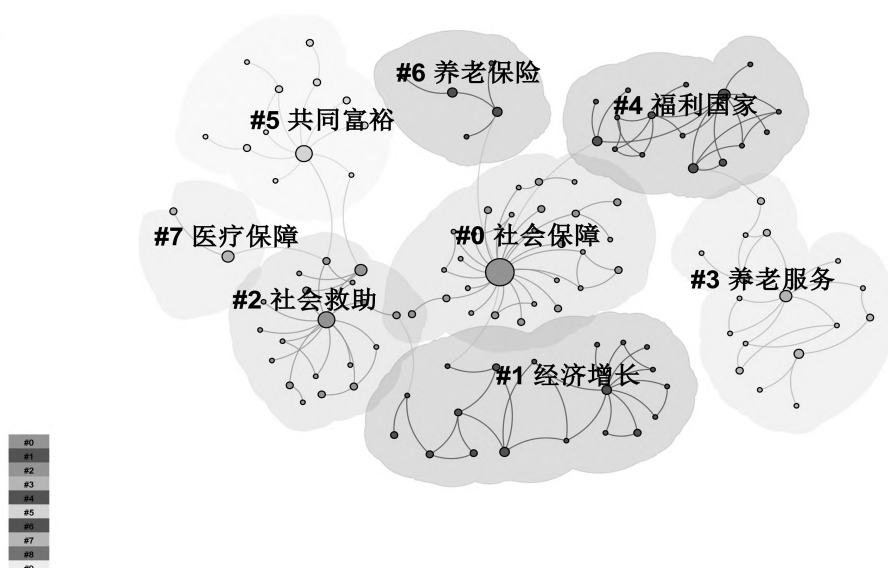 #6 养老保险
#4 福利国家
#5 共同富裕
#7 医疗保障
#0 社会保障
#2 社会救助
#3 养老服务
#1 经济增长
#0
#1
#2
#3
#4
#5
#6
#7
#8